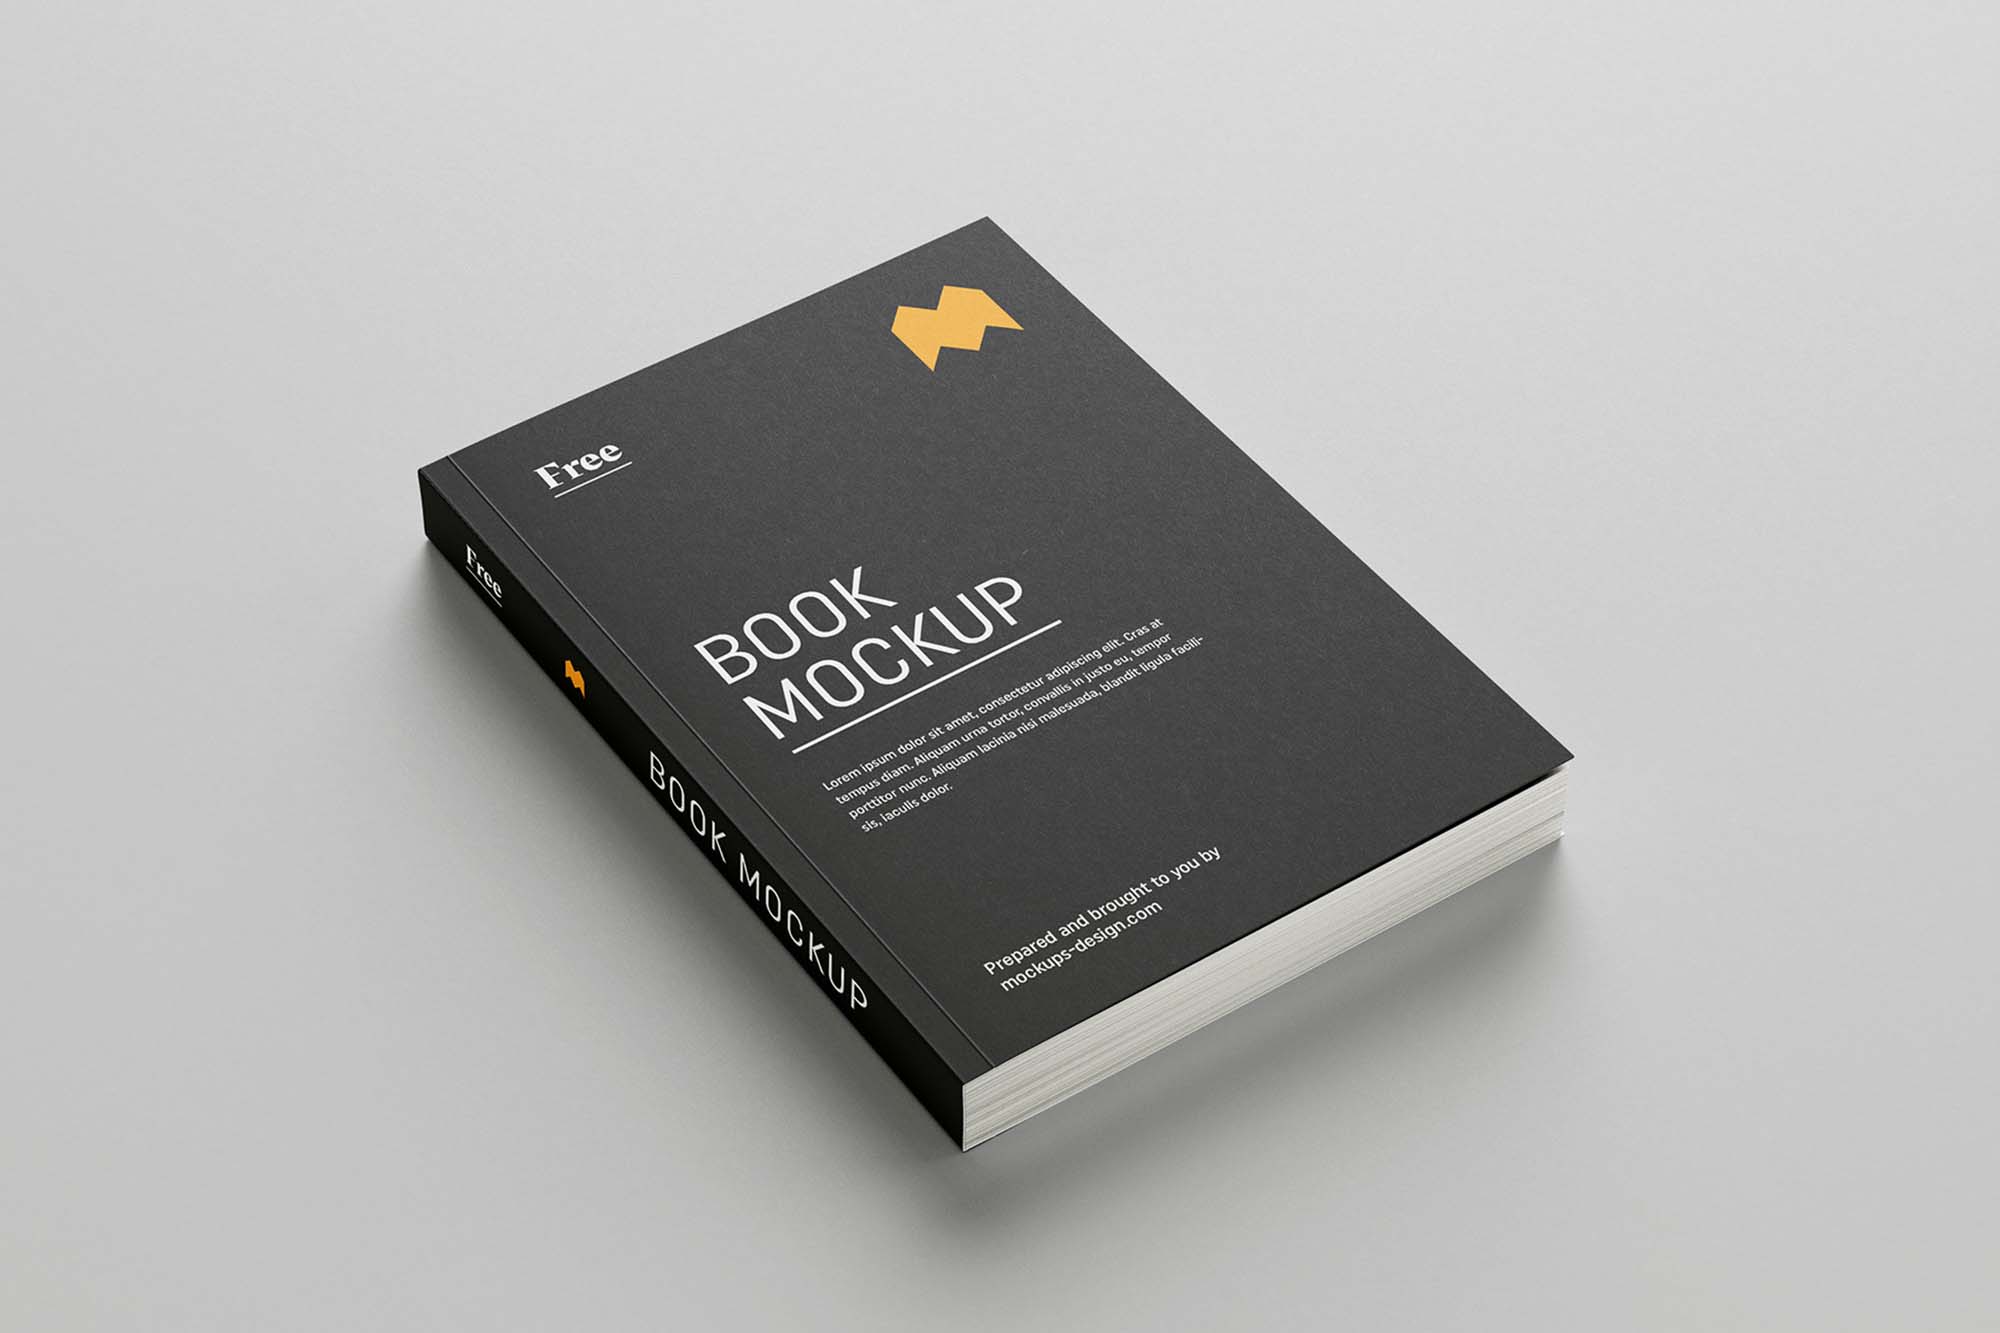 Free
BOOK
MOCKUP
Lorem ipsum dolor sit amet, consectetur adipiscing elit. Cras at
tempus diam. Aliquam urna tortor, convallis in justo eu, tempor
porttitor nunc. Aliquam lacinia nisi malesuada, blandit ligula facili-
sis, iaculis dolor.
Prepared and brought to you by
mockups-design.com
Free
BOOK MOCKUP